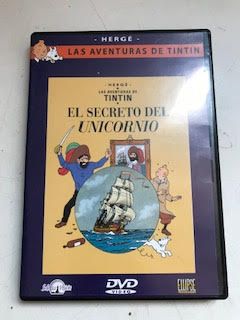 - HERGÉ -
LAS AVENTURAS DE TINTIN
- HERGÉ -
LAS AVENTURAS DE
TINTIN
EL SECRETO DEL
UNICORNIO
DVD
VIDEO
ELLIPSE